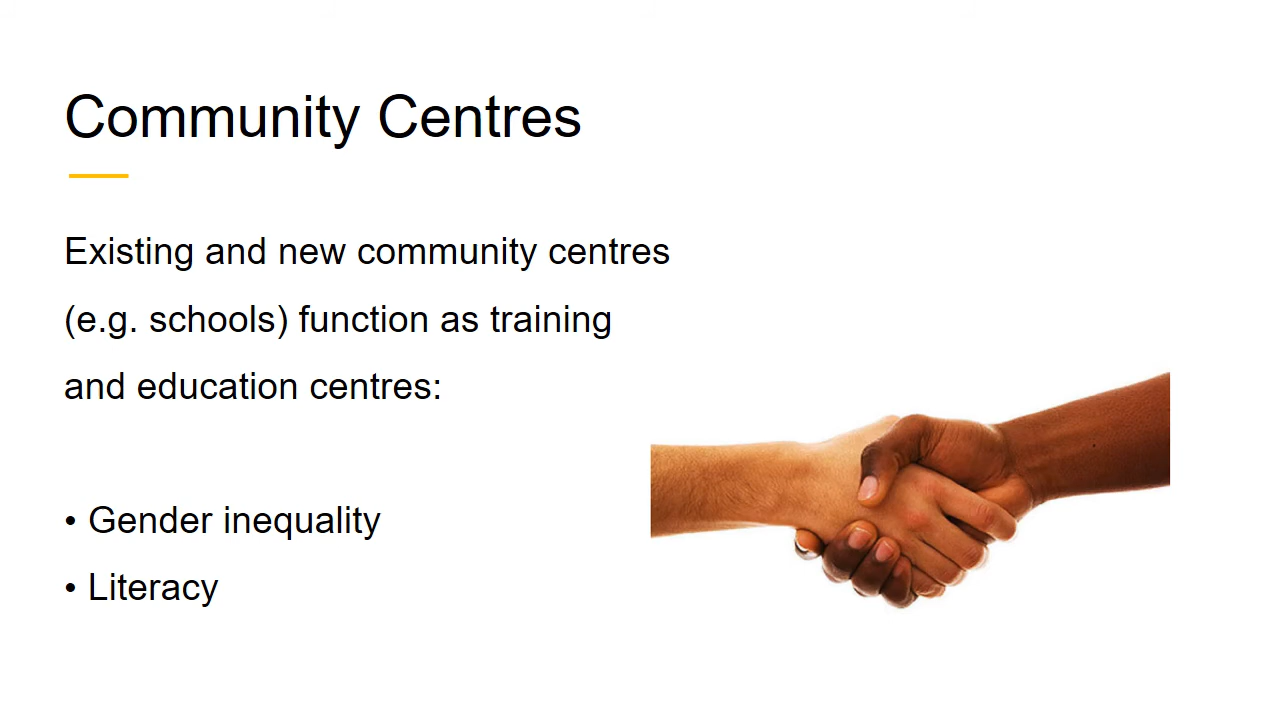 Community Centres
Existing and new community centres
(e.g. schools) function as training
and education centres:
• Gender inequality
• Literacy